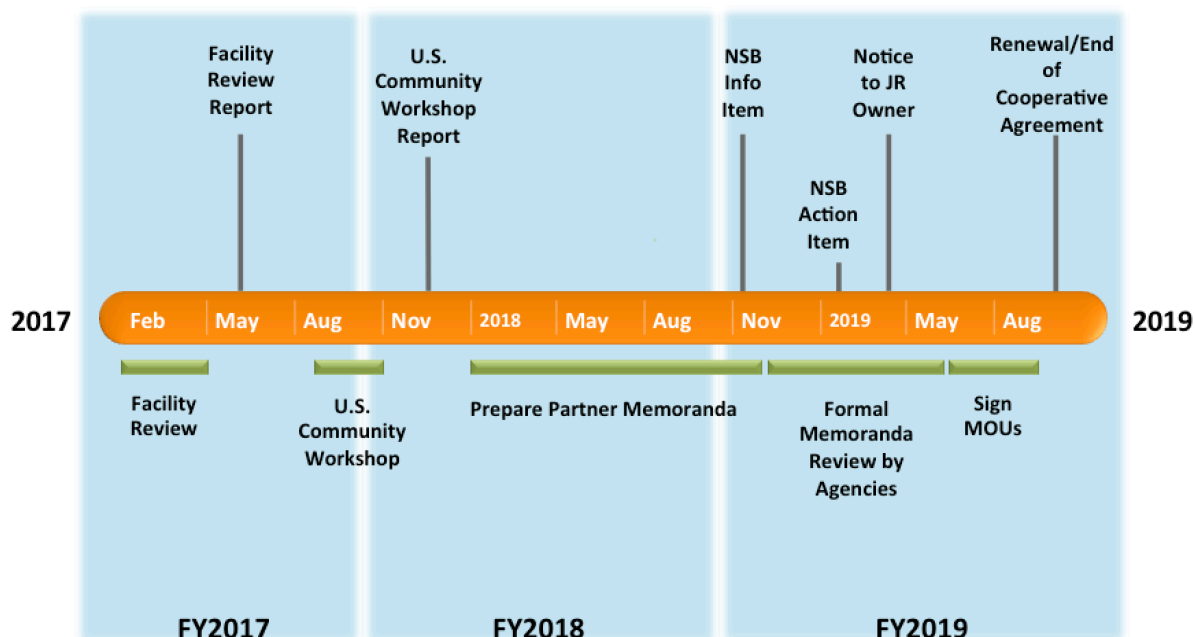 Facility
Review
Report
U.S.
Community
Workshop
Report
NSB
Info
Item
NSB
Action
Item
Notice
to JR
Owner
Renewal/End
of
Cooperative
Agreement
2017
Feb
May
Aug
Nov
2018
May
Aug
Nov
2019
May
Aug
2019
Facility
Review
U.S.
Community
Workshop
Prepare Partner Memoranda
Formal
Memoranda
Review by
Agencies
Sign
MOUs
FY2017
FY2018
FY2019